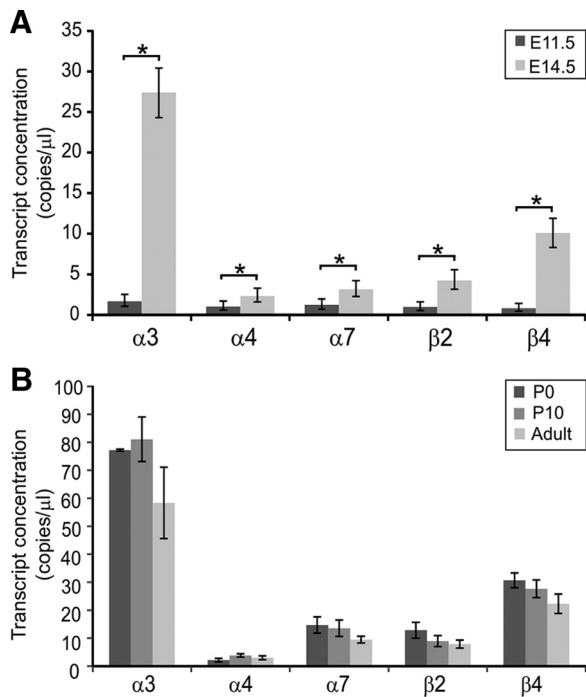 A
Transcript concentration
(copies/µl)
35
30
25
20
15
10
5
0
E11.5
E14.5
*
*
*
*
*
α3 α4 α7 β2 β4
B
Transcript concentration
(copies/µl)
100
90
80
70
60
50
40
30
20
10
0
P0
P10
Adult
α3 α4 α7 β2 β4